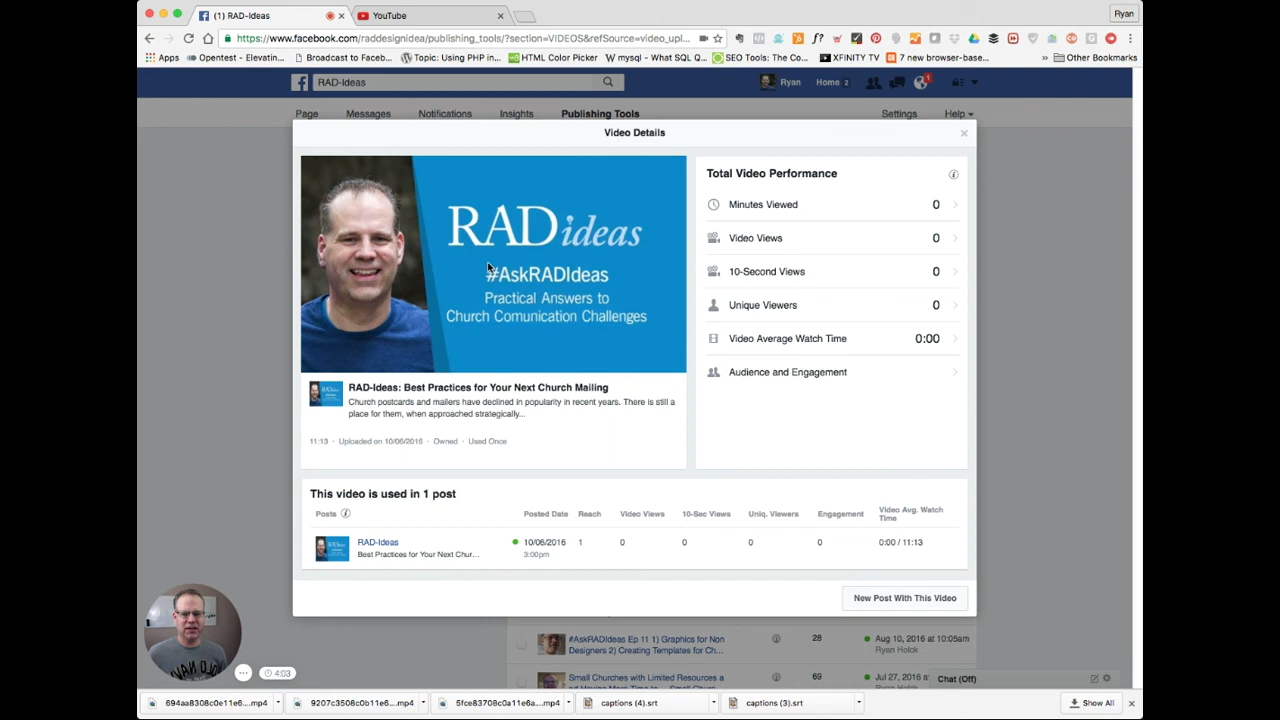 (1) RAD-Ideas
YouTube
Ryan
https://www.facebook.com/raddesignidea/publishing_tools/?section=VIDEOS&refSource=video_upl...
Apps
Opentest - Elevatin...
Broadcast to Faceb...
Topic: Using PHP in...
HTML Color Picker
mysql - What SQL Q...
SEO Tools: The Co...
XFINITY TV
7 new browser-base...
» Other Bookmarks
RAD-Ideas
Ryan
Home 2
1
Page
Messages
Notifications
Insights
Publishing Tools
Settings
Help
Video Details
RADideas
#AskRADIdeas
Practical Answers to
Church Comunication Challenges
RAD-Ideas: Best Practices for Your Next Church Mailing
Church postcards and mailers have declined in popularity in recent years. There is still a
place for them, when approached strategically...
11:13 · Uploaded on 10/06/2016 · Owned · Used Once
Total Video Performance
Minutes Viewed 0
Video Views 0
10-Second Views 0
Unique Viewers 0
Video Average Watch Time 0:00
Audience and Engagement
This video is used in 1 post
Posts Posted Date Reach Video Views 10-Sec Views Uniq. Viewers Engagement Video Avg. Watch
Time
RAD-Ideas 10/06/2016 1 0 0 0 0 0:00 / 11:13
Best Practices for Your Next Chur... 3:00pm
New Post With This Video
#AskRADIdeas Ep 11 1) Graphics for Non 28 Aug 10, 2016 at 10:05am
Designers 2) Creating Templates for Ch...
Small Churches with Limited Resources a 69 Jul 27, 2016 at
Chat (Off)
4:03
694aa8308c0e11e6....mp4
9207c3508c0b11e6....mp4
5fce83708c0a11e6a....mp4
captions (4).srt
captions (3).srt
Show All